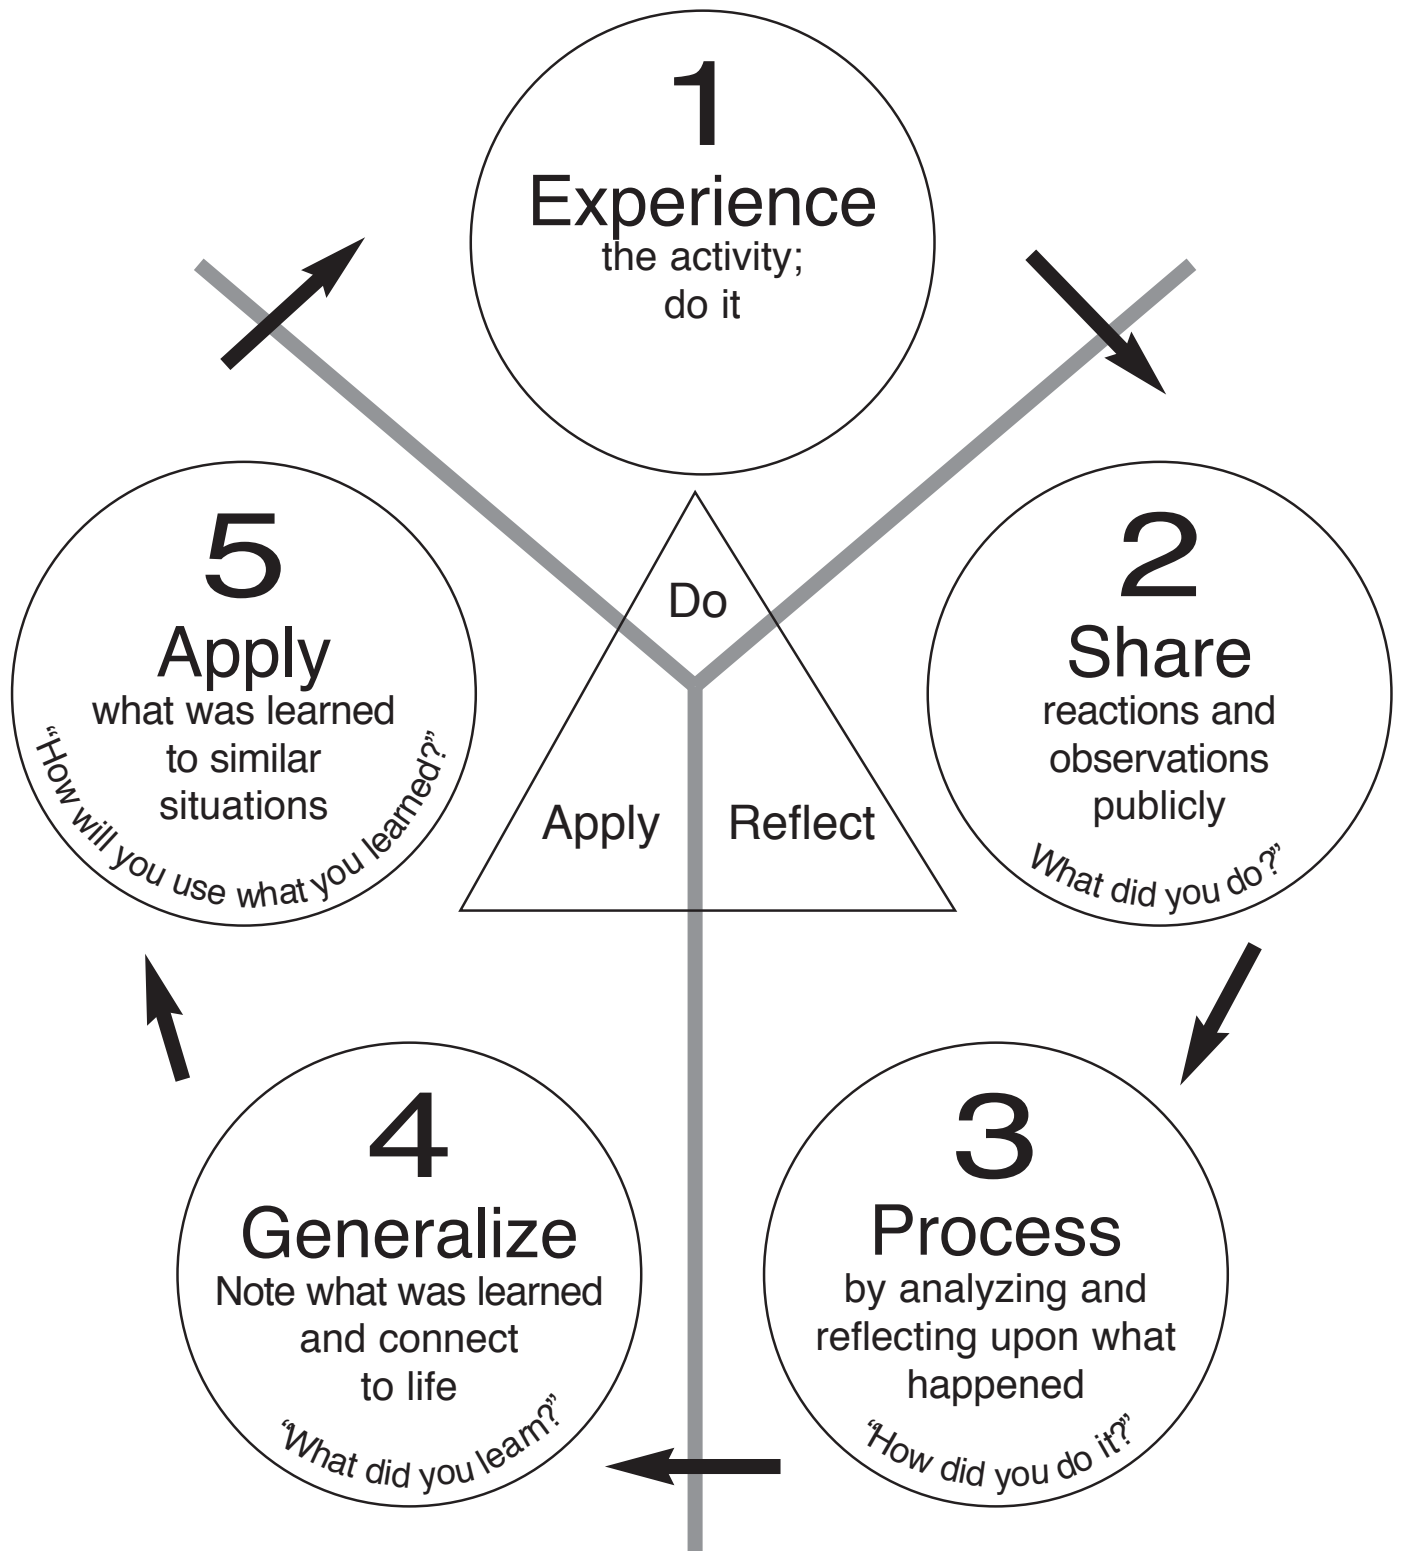 1
Experience
the activity;
do it
2
Share
reactions and
observations
publicly
What did you do?”
3
Process
by analyzing and
reflecting upon what
happened
“How did you do it?”
4
Generalize
Note what was learned
and connect
to life
“What did you learn?”
5
Apply
what was learned
to similar
situations
“How will you use what you learned?”
Do
Apply
Reflect